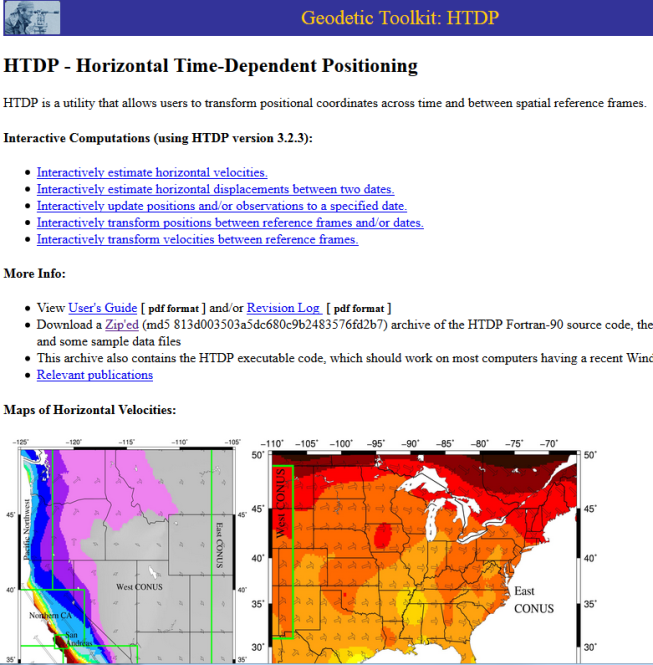 Geodetic Toolkit: HTDP
HTDP - Horizontal Time-Dependent Positioning
HTDP is a utility that allows users to transform positional coordinates across time and between spatial reference frames.
Interactive Computations (using HTDP version 3.2.3):
Interactively estimate horizontal velocities.
Interactively estimate horizontal displacements between two dates.
Interactively update positions and/or observations to a specified date.
Interactively transform positions between reference frames and/or dates.
Interactively transform velocities between reference frames.
More Info:
View User's Guide [ pdf format ] and/or Revision Log [ pdf format ]
Download a Zip'ed (md5 813d003503a5dc680c9b2483576fd2b7) archive of the HTDP Fortran-90 source code, the
and some sample data files
This archive also contains the HTDP executable code, which should work on most computers having a recent Wind
Relevant publications
Maps of Horizontal Velocities:
-125° -120° -115° -110° -105°
45° 45°
40° 40°
35° 35°
Pacific Northwest
West CONUS
East CONUS
Northern CA
San
Andreas
-110° -105° -100° -95° -90° -85° -80° -75° -70°
50° 50°
45° 45°
40° 40°
35° 35°
30° 30°
West CONUS
East
CONUS